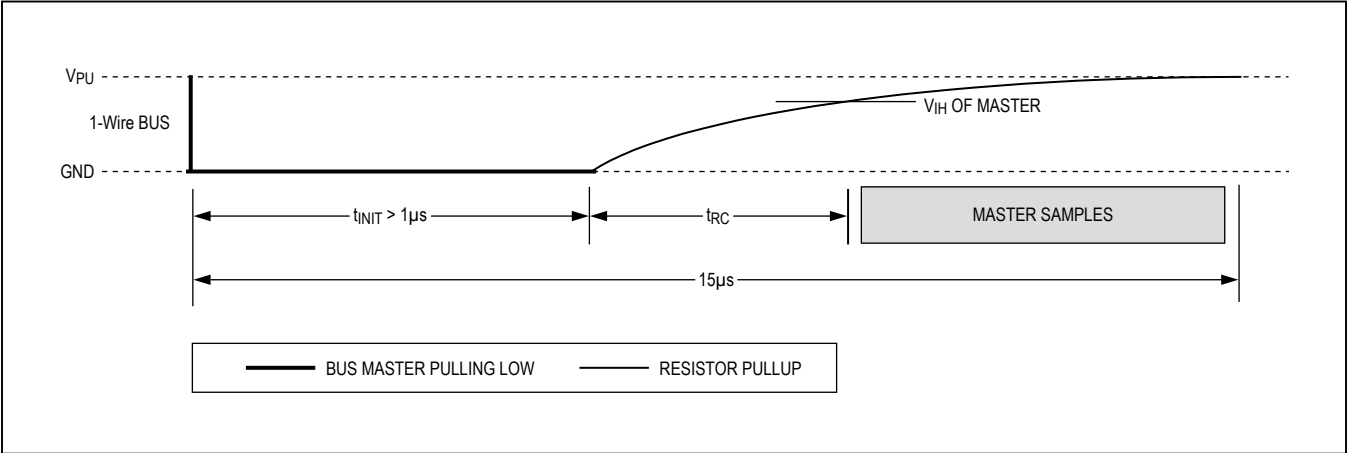 VPU
1-Wire BUS
VIH OF MASTER
GND
tINIT > 1µs
tRC
MASTER SAMPLES
15µs
BUS MASTER PULLING LOW
RESISTOR PULLUP